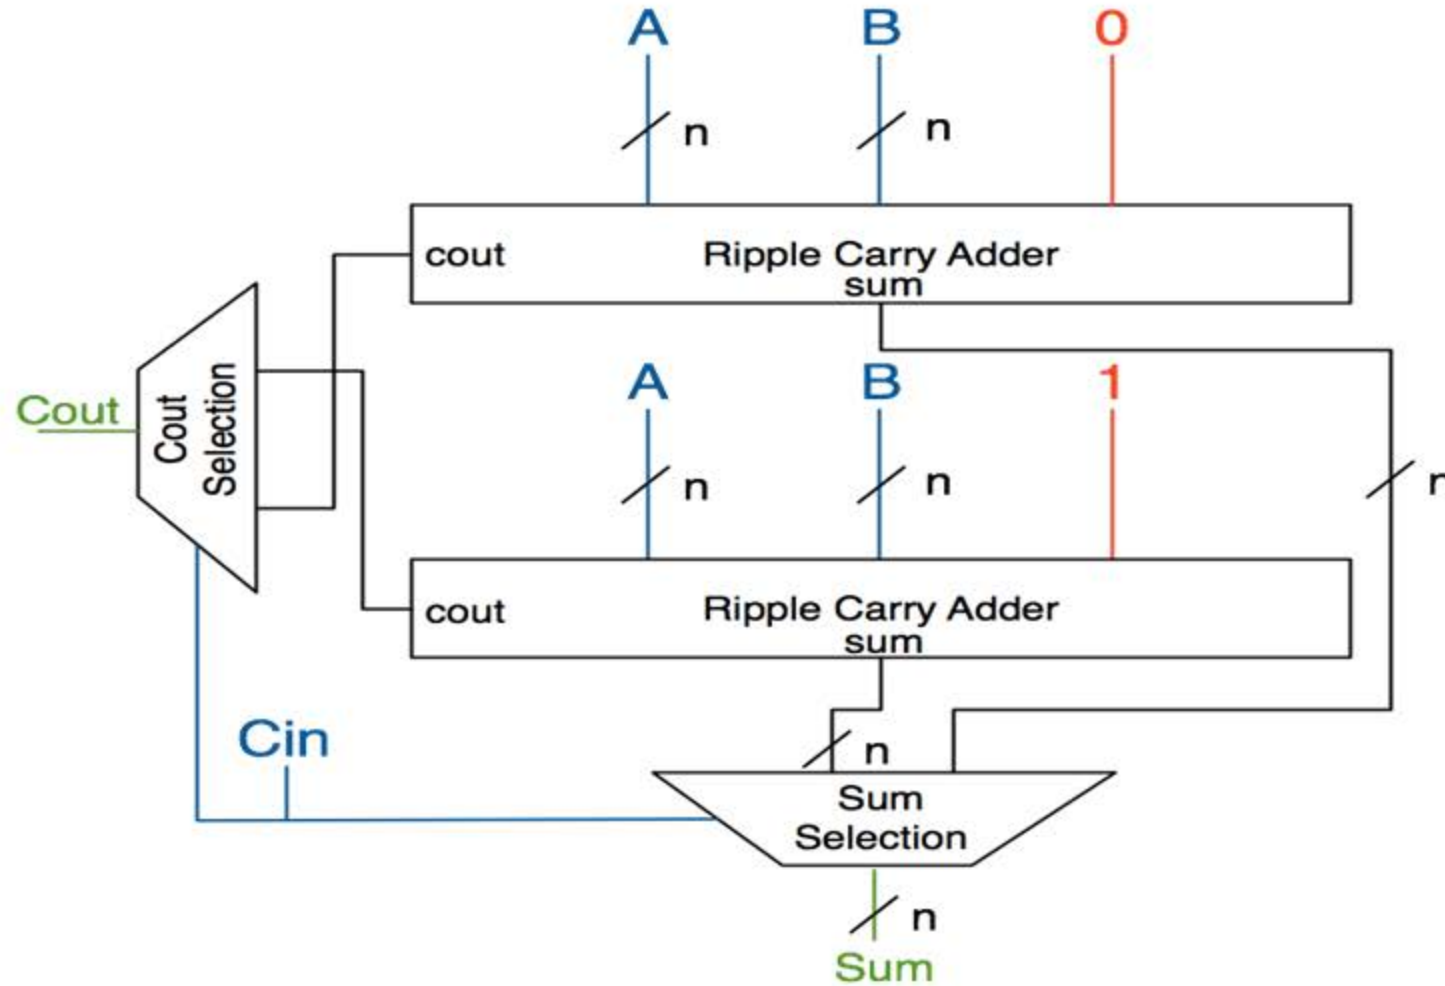 A
B
0
n
n
cout
Ripple Carry Adder
sum
Cout
Cout
Selection
A
B
1
n
n
n
cout
Ripple Carry Adder
sum
Cin
n
Sum
Selection
n
Sum